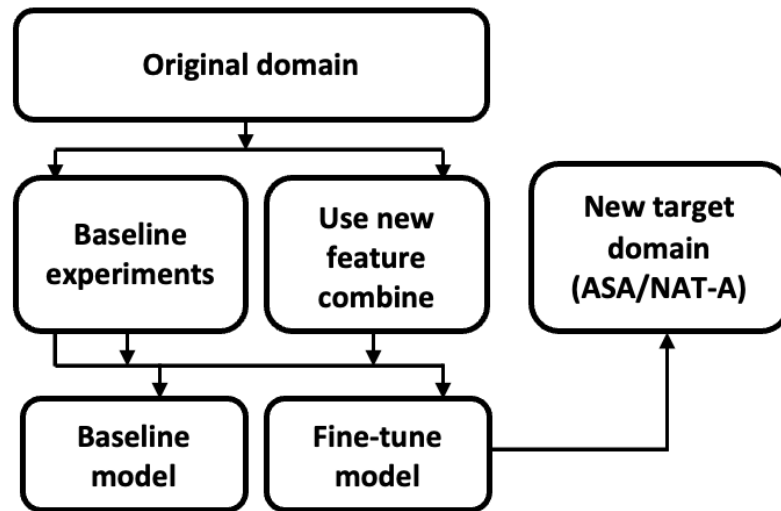 Original domain
Baseline
experiments
Use new
feature
combine
New target
domain
(ASA/NAT-A)
Baseline
model
Fine-tune
model